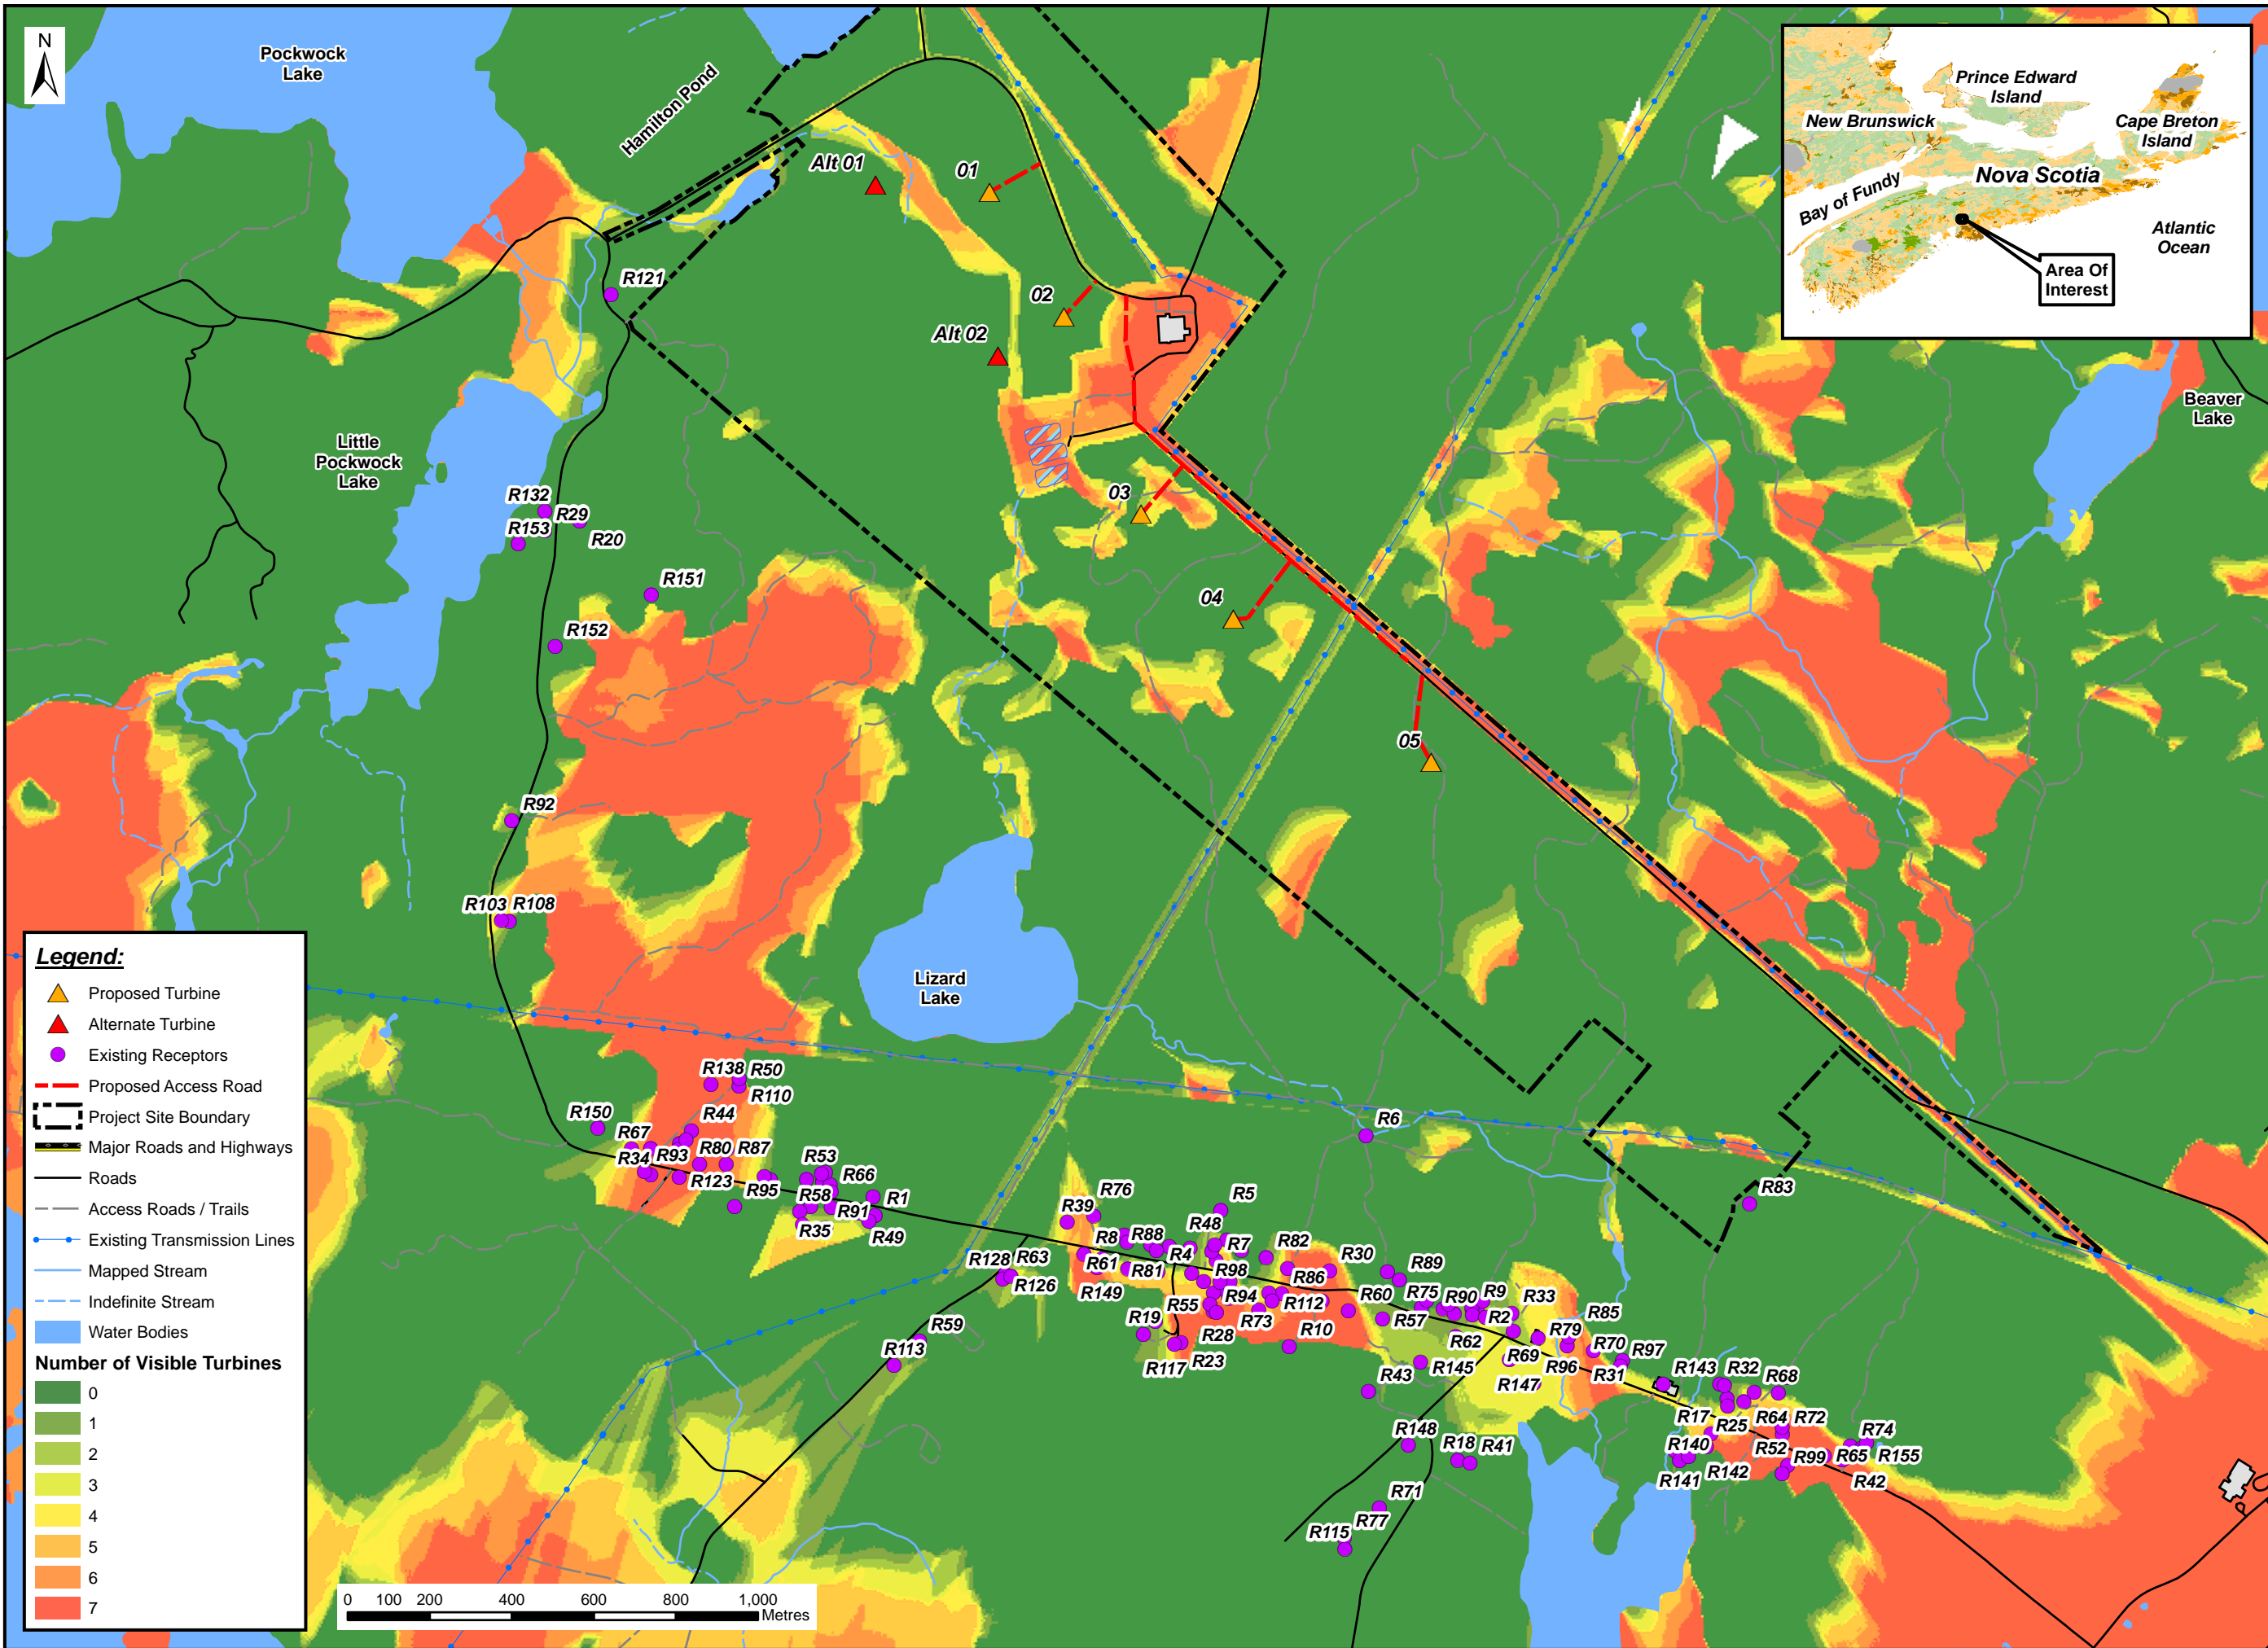 N
Pockwock
Lake
Hamilton Pond
Alt 01
01
Prince Edward
Island
New Brunswick
Cape Breton
Island
Nova Scotia
Bay of Fundy
Atlantic
Ocean
Area Of
Interest
R121
02
Alt 02
Beaver
Lake
Little
Pockwock
Lake
03
R132
R29
R153
R20
R151
04
R152
05
R92
R103
R108
Lizard
Lake
Legend:
Proposed Turbine
Alternate Turbine
Existing Receptors
Proposed Access Road
Project Site Boundary
Major Roads and Highways
Roads
Access Roads / Trails
Existing Transmission Lines
Mapped Stream
Indefinite Stream
Water Bodies
Number of Visible Turbines
0
1
2
3
4
5
6
7
R138
R50
R110
R150
R44
R6
R67
R34
R93
R80
R87
R53
R123
R95
R66
R58
R1
R91
R35
R49
R83
R76
R39
R5
R48
R8
R88
R7
R82
R4
R30
R128
R63
R126
R61
R81
R98
R86
R89
R149
R94
R112
R60
R75
R90
R9
R33
R55
R73
R57
R2
R85
R19
R28
R10
R62
R79
R59
R113
R117
R23
R69
R96
R70
R97
R43
R145
R31
R143
R32
R68
R147
R17
R25
R64
R72
R148
R18
R41
R140
R52
R74
R141
R142
R99
R65
R155
R42
R71
R77
R115
0 100 200 400 600 800 1,000
Metres